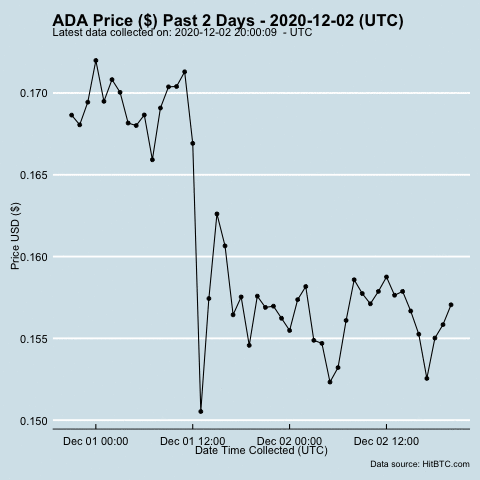 ADA Price ($) Past 2 Days - 2020-12-02 (UTC)
Latest data collected on: 2020-12-02 20:00:09  - UTC
Price USD ($)
0.170
0.165
0.160
0.155
0.150
Dec 01 00:00 Dec 01 12:00 Dec 02 00:00 Dec 02 12:00
Date Time Collected (UTC)
Data source: HitBTC.com